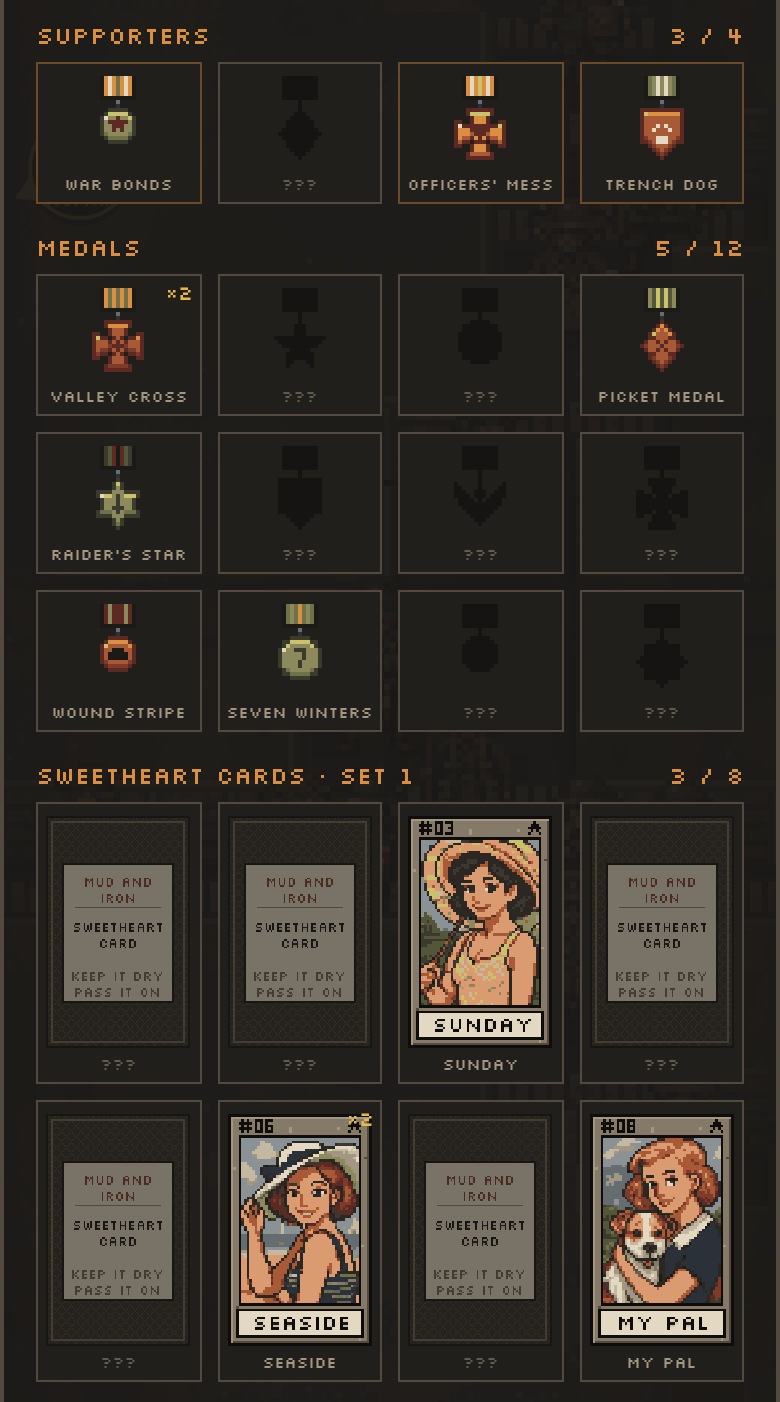 SUPPORTERS 3 / 4
WAR BONDS ??? OFFICERS' MESS TRENCH DOG
MEDALS 5 / 12
×2
VALLEY CROSS ??? ??? PICKET MEDAL
RAIDER'S STAR ??? ??? ???
7
WOUND STRIPE SEVEN WINTERS ??? ???
SWEETHEART CARDS · SET 1 3 / 8
MUD AND
IRON
SWEETHEART
CARD
KEEP IT DRY
PASS IT ON
???
MUD AND
IRON
SWEETHEART
CARD
KEEP IT DRY
PASS IT ON
???
#03
SUNDAY
SUNDAY
MUD AND
IRON
SWEETHEART
CARD
KEEP IT DRY
PASS IT ON
???
MUD AND
IRON
SWEETHEART
CARD
KEEP IT DRY
PASS IT ON
???
#06 ×2
SEASIDE
SEASIDE
MUD AND
IRON
SWEETHEART
CARD
KEEP IT DRY
PASS IT ON
???
#08
MY PAL
MY PAL